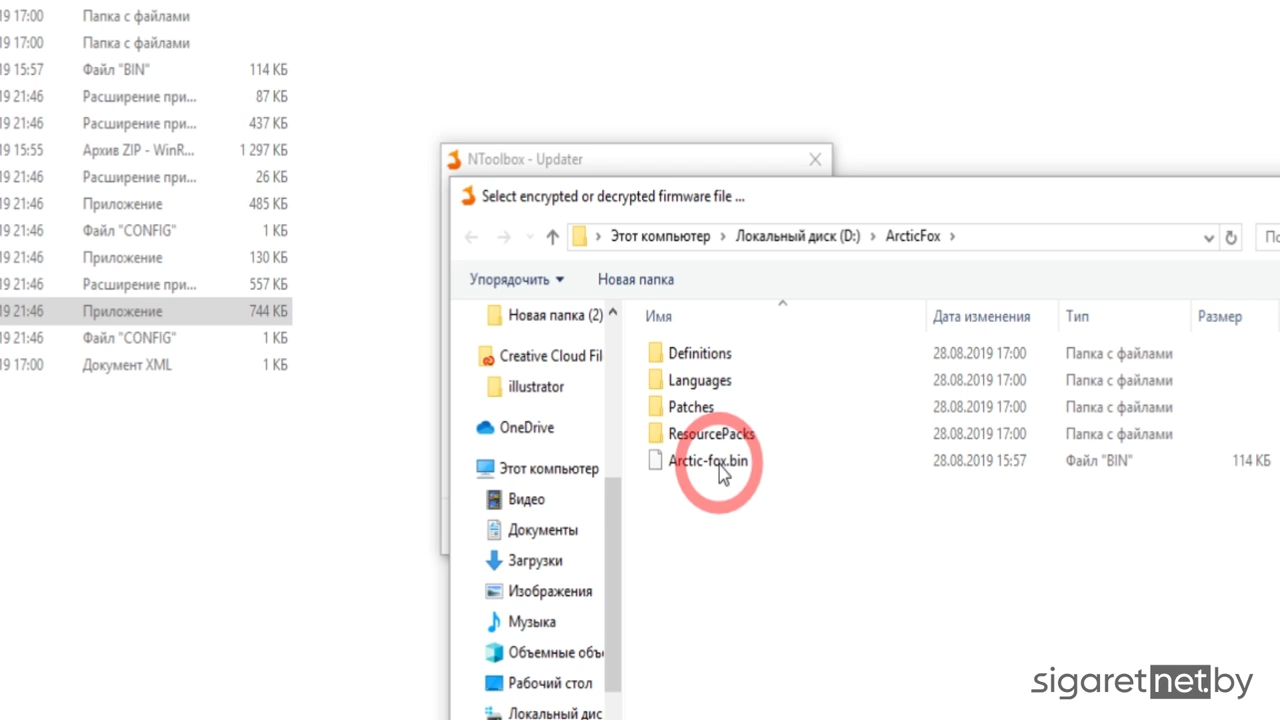 19 17:00 Папка с файлами
19 17:00 Папка с файлами
19 15:57 Файл "BIN" 114 КБ
19 21:46 Расширение при... 87 КБ
19 21:46 Расширение при... 437 КБ
19 15:55 Архив ZIP - WinR... 1 297 КБ
19 21:46 Расширение при... 26 КБ
19 21:46 Приложение 485 КБ
19 21:46 Файл "CONFIG" 1 КБ
19 21:46 Приложение 130 КБ
19 21:46 Расширение при... 557 КБ
19 21:46 Приложение 744 КБ
19 21:46 Файл "CONFIG" 1 КБ
19 17:00 Документ XML 1 КБ
NToolbox - Updater
Select encrypted or decrypted firmware file ...
Этот компьютер › Локальный диск (D:) › ArcticFox ›
Упорядочить Новая папка
Новая папка (2)
Creative Cloud Fil
illustrator
OneDrive
Этот компьютер
Видео
Документы
Загрузки
Изображения
Музыка
Объемные объ
Рабочий стол
Локальный дис
Имя Дата изменения Тип Размер
Definitions 28.08.2019 17:00 Папка с файлами
Languages 28.08.2019 17:00 Папка с файлами
Patches 28.08.2019 17:00 Папка с файлами
ResourcePacks 28.08.2019 17:00 Папка с файлами
Arctic-fox.bin 28.08.2019 15:57 Файл "BIN" 114 КБ
sigaretnet.by